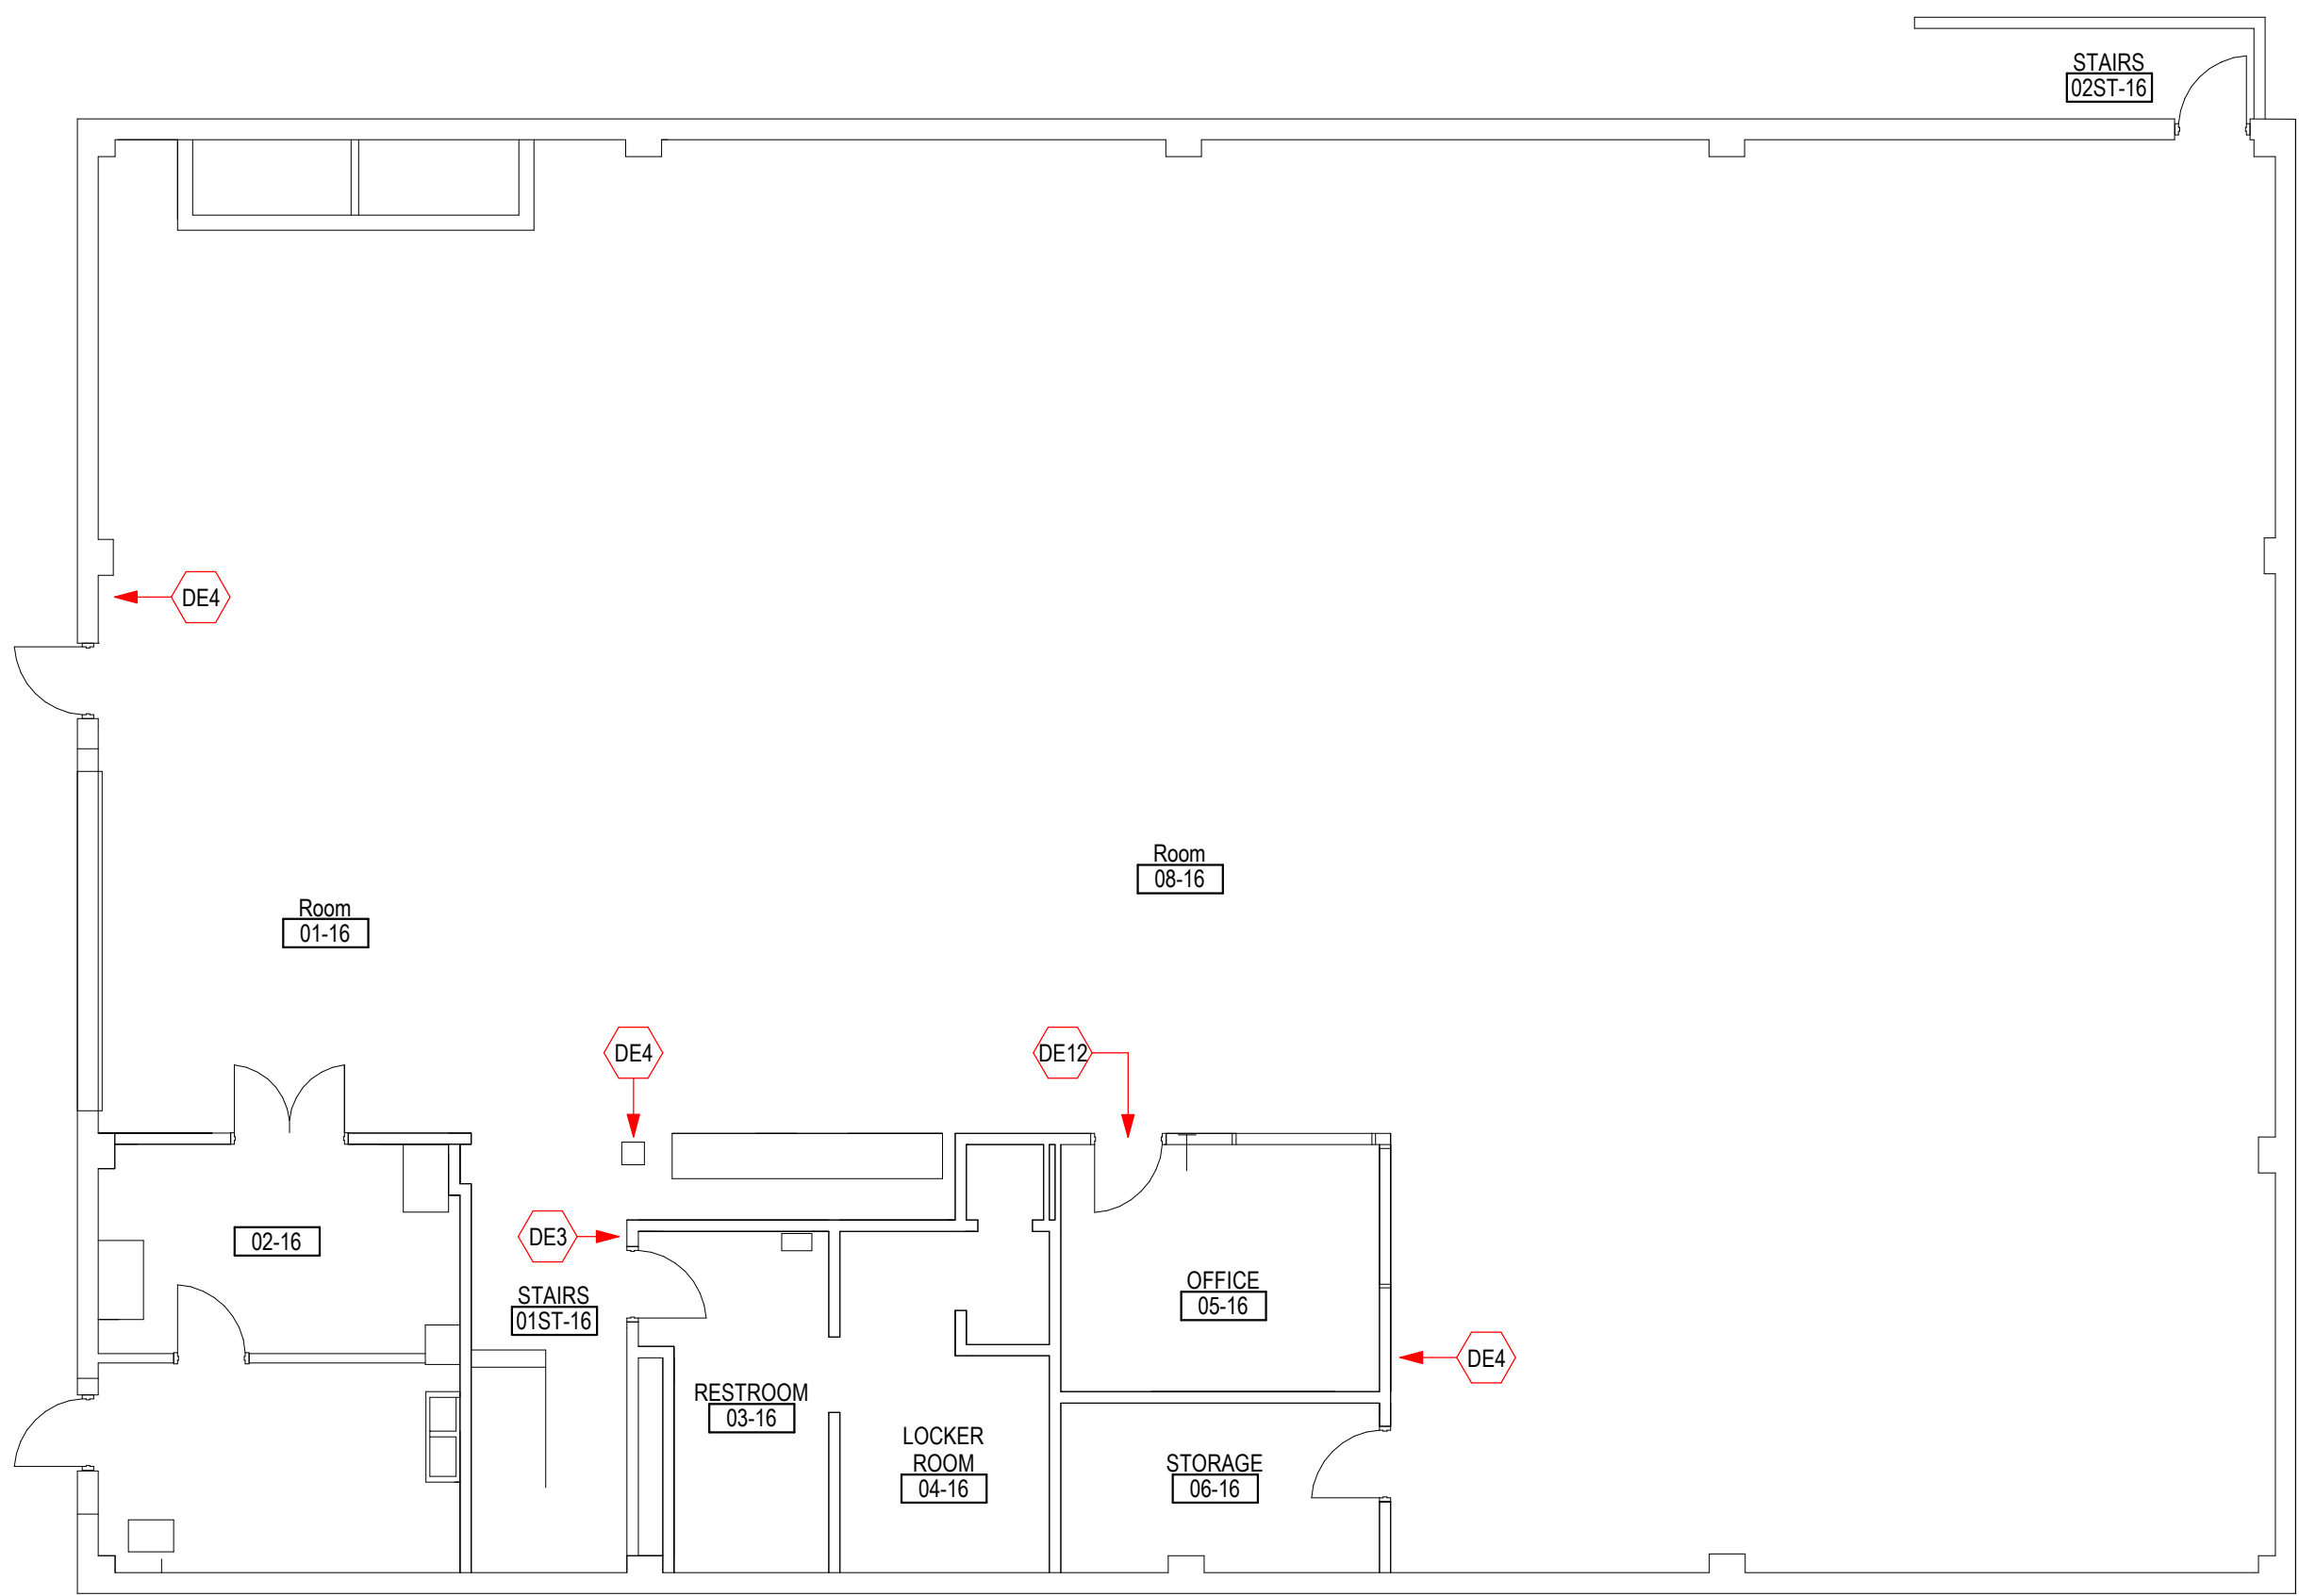 STAIRS
02ST-16
DE4
Room
08-16
Room
01-16
DE4
DE12
DE3
02-16
STAIRS
01ST-16
OFFICE
05-16
DE4
RESTROOM
03-16
LOCKER
ROOM
04-16
STORAGE
06-16